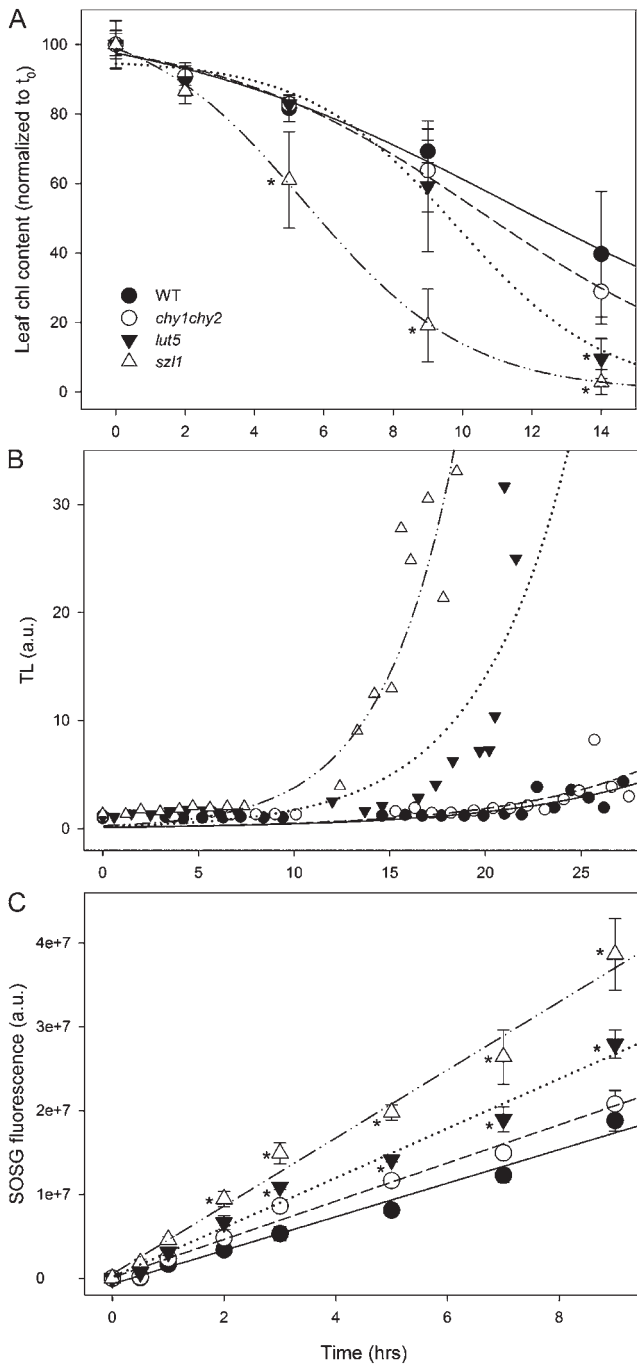 A
Leaf chl content (normalized to t₀)
100
80
60
40
20
0
*
*
*
*
WT
chy1chy2
lut5
szl1
0
2
4
6
8
10
12
14
B
TL (a.u.)
30
20
10
0
0
5
10
15
20
25
C
SOSG fluorescence (a.u.)
4e+7
3e+7
2e+7
1e+7
0
*
*
*
*
*
*
*
*
*
0
2
4
6
8
Time (hrs)